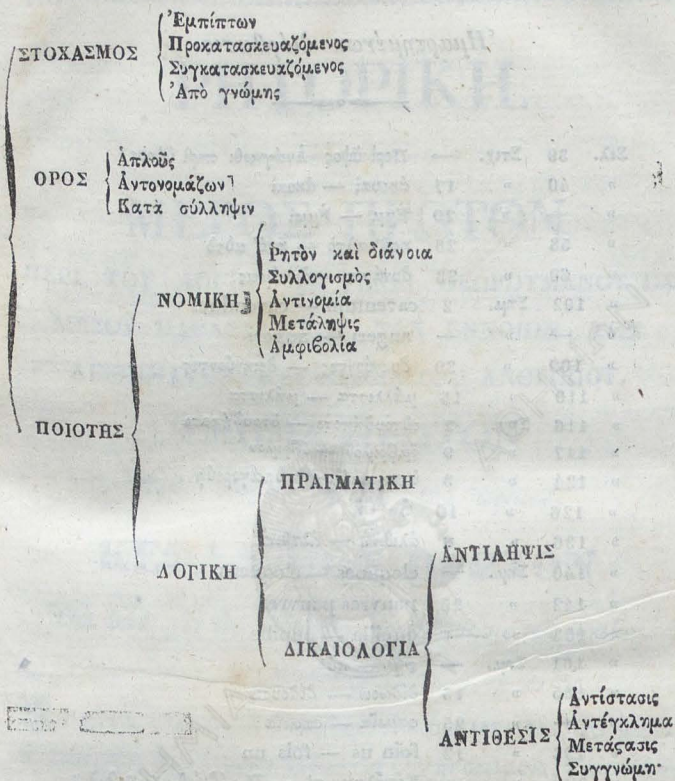 ΣΤΟΧΑΣΜΟΣ
Ἐμπίπτων
Προκατασκευαζόμενος
Συγκατασκευαζόμενος
Ἀπὸ γνώμης
ΟΡΟΣ
Ἁπλοῦς
Ἀντονομάζων
Κατὰ σύλληψιν
ΠΟΙΟΤΗΣ
ΝΟΜΙΚΗ
Ῥητὸν καὶ διάνοια
Συλλογισμὸς
Ἀντινομία
Μετάληψις
Ἀμφιβολία
ΛΟΓΙΚΗ
ΠΡΑΓΜΑΤΙΚΗ
ΔΙΚΑΙΟΛΟΓΙΑ
ΑΝΤΙΛΗΨΙΣ
ΑΝΤΙΘΕΣΙΣ
Ἀντίστασις
Ἀντέγκλημα
Μετάςασις
Συγγνώμη·